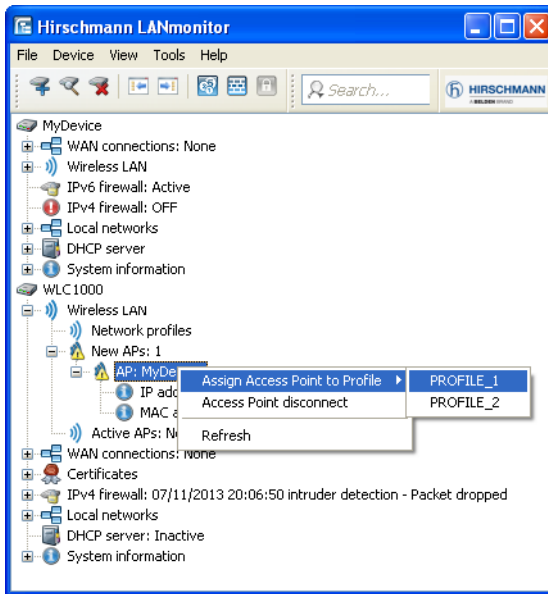 Hirschmann LANmonitor
File Device View Tools Help
Search...
HIRSCHMANN
A BELDEN BRAND
MyDevice
WAN connections: None
Wireless LAN
IPv6 firewall: Active
IPv4 firewall: OFF
Local networks
DHCP server
System information
WLC1000
Wireless LAN
Network profiles
New APs: 1
AP: MyDe
Assign Access Point to Profile
PROFILE_1
IP
Access Point disconnect
PROFILE_2
MAC
Refresh
Active APs:
WAN connections: None
Certificates
IPv4 firewall: 07/11/2013 20:06:50 intruder detection - Packet dropped
Local networks
DHCP server: Inactive
System information